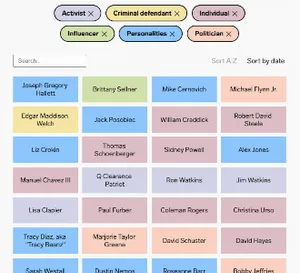 Activist × Criminal defendant × Individual ×
Influencer × Personalities × Politician ×
Search Sort A-Z Sort by date
Joseph Gregory
Hallett
Brittany Sellner
Mike Cernovich
Michael Flynn Jr.
Edgar Maddison
Welch
Jack Posobiec
William Craddick
Robert David
Steele
Liz Crokin
Thomas
Schoenberger
Sidney Powell
Alex Jones
Manuel Chavez III
Q Clearance
Patriot
Ron Watkins
Jim Watkins
Lisa Clapier
Paul Furber
Coleman Rogers
Christina Urso
Tracy Diaz, aka
"Tracy Beanz"
Marjorie Taylor
Greene
David Schuster
David Hayes
Sarah Westall
Dustin Nemos
Roseanne Barr
Bobby Jeffries